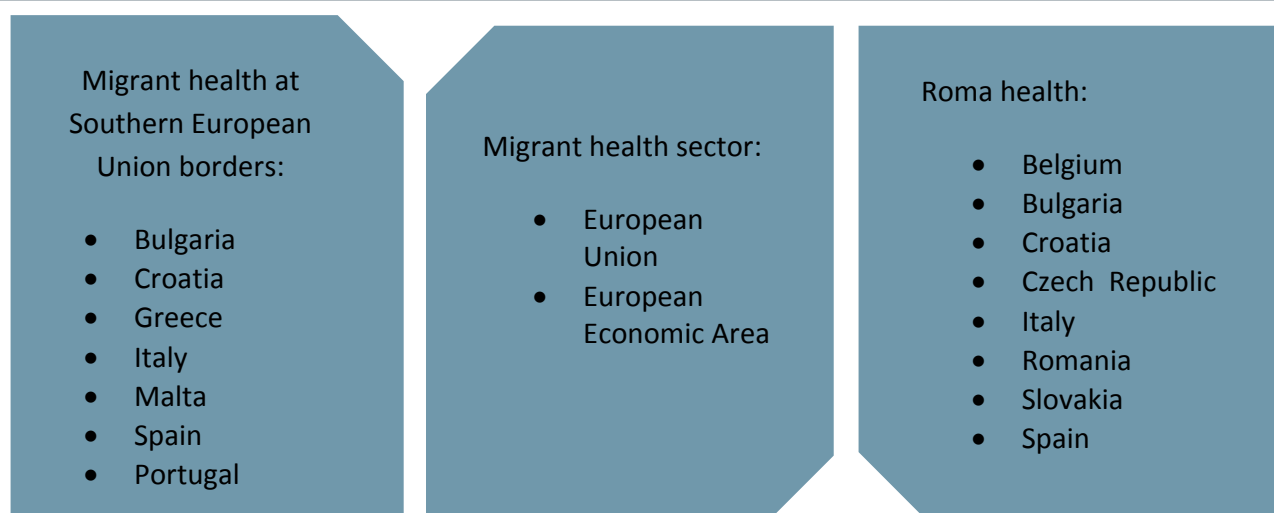 Migrant health at
Southern European
Union borders:
• Bulgaria
• Croatia
• Greece
• Italy
• Malta
• Spain
• Portugal
Migrant health sector:
• European
Union
• European
Economic Area
Roma health:
• Belgium
• Bulgaria
• Croatia
• Czech  Republic
• Italy
• Romania
• Slovakia
• Spain